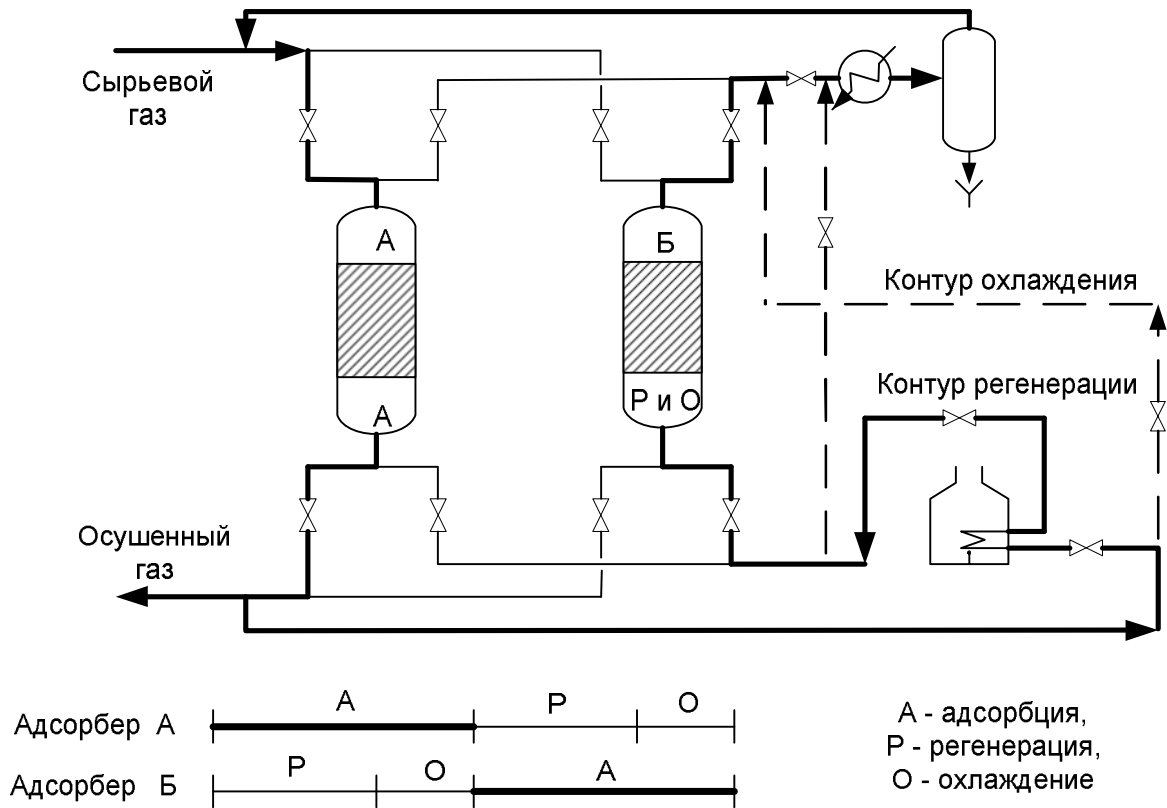 Сырьевой
газ
А
Б
Контур охлаждения
Контур регенерации
А
Р и О
Осушенный
газ
А
Р
О
Адсорбер А
Р
О
А
Адсорбер Б
А - адсорбция,
Р - регенерация,
О - охлаждение